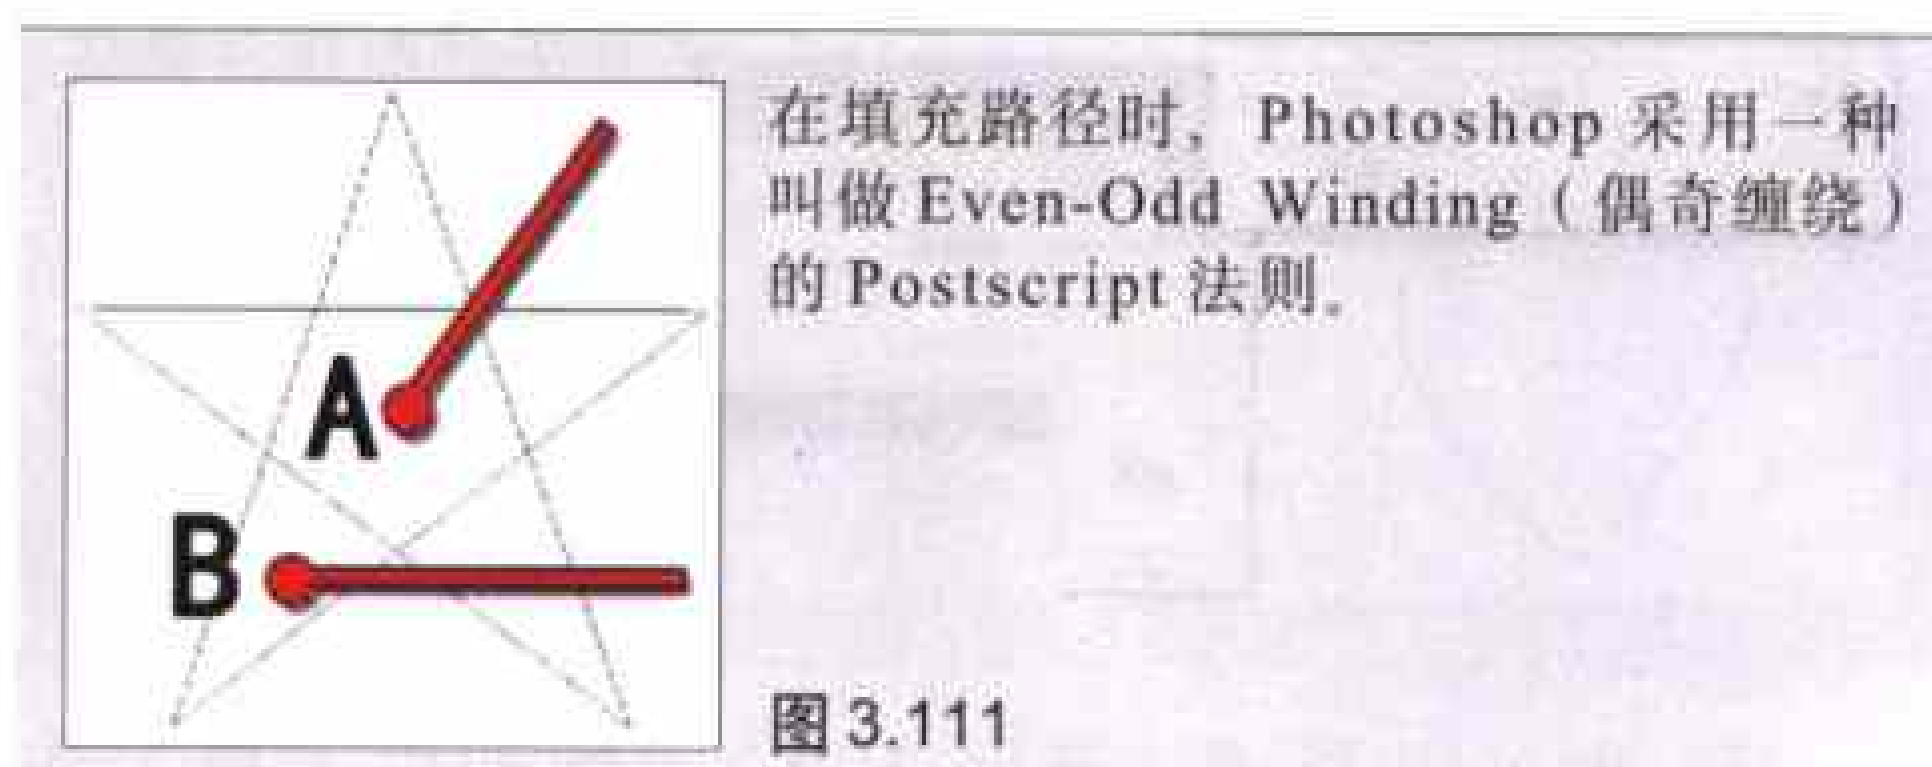 在填充路径时，Photoshop 采用一种
叫做 Even-Odd Winding（偶奇缠绕）
的 Postscript 法则。
A
B
图 3.111